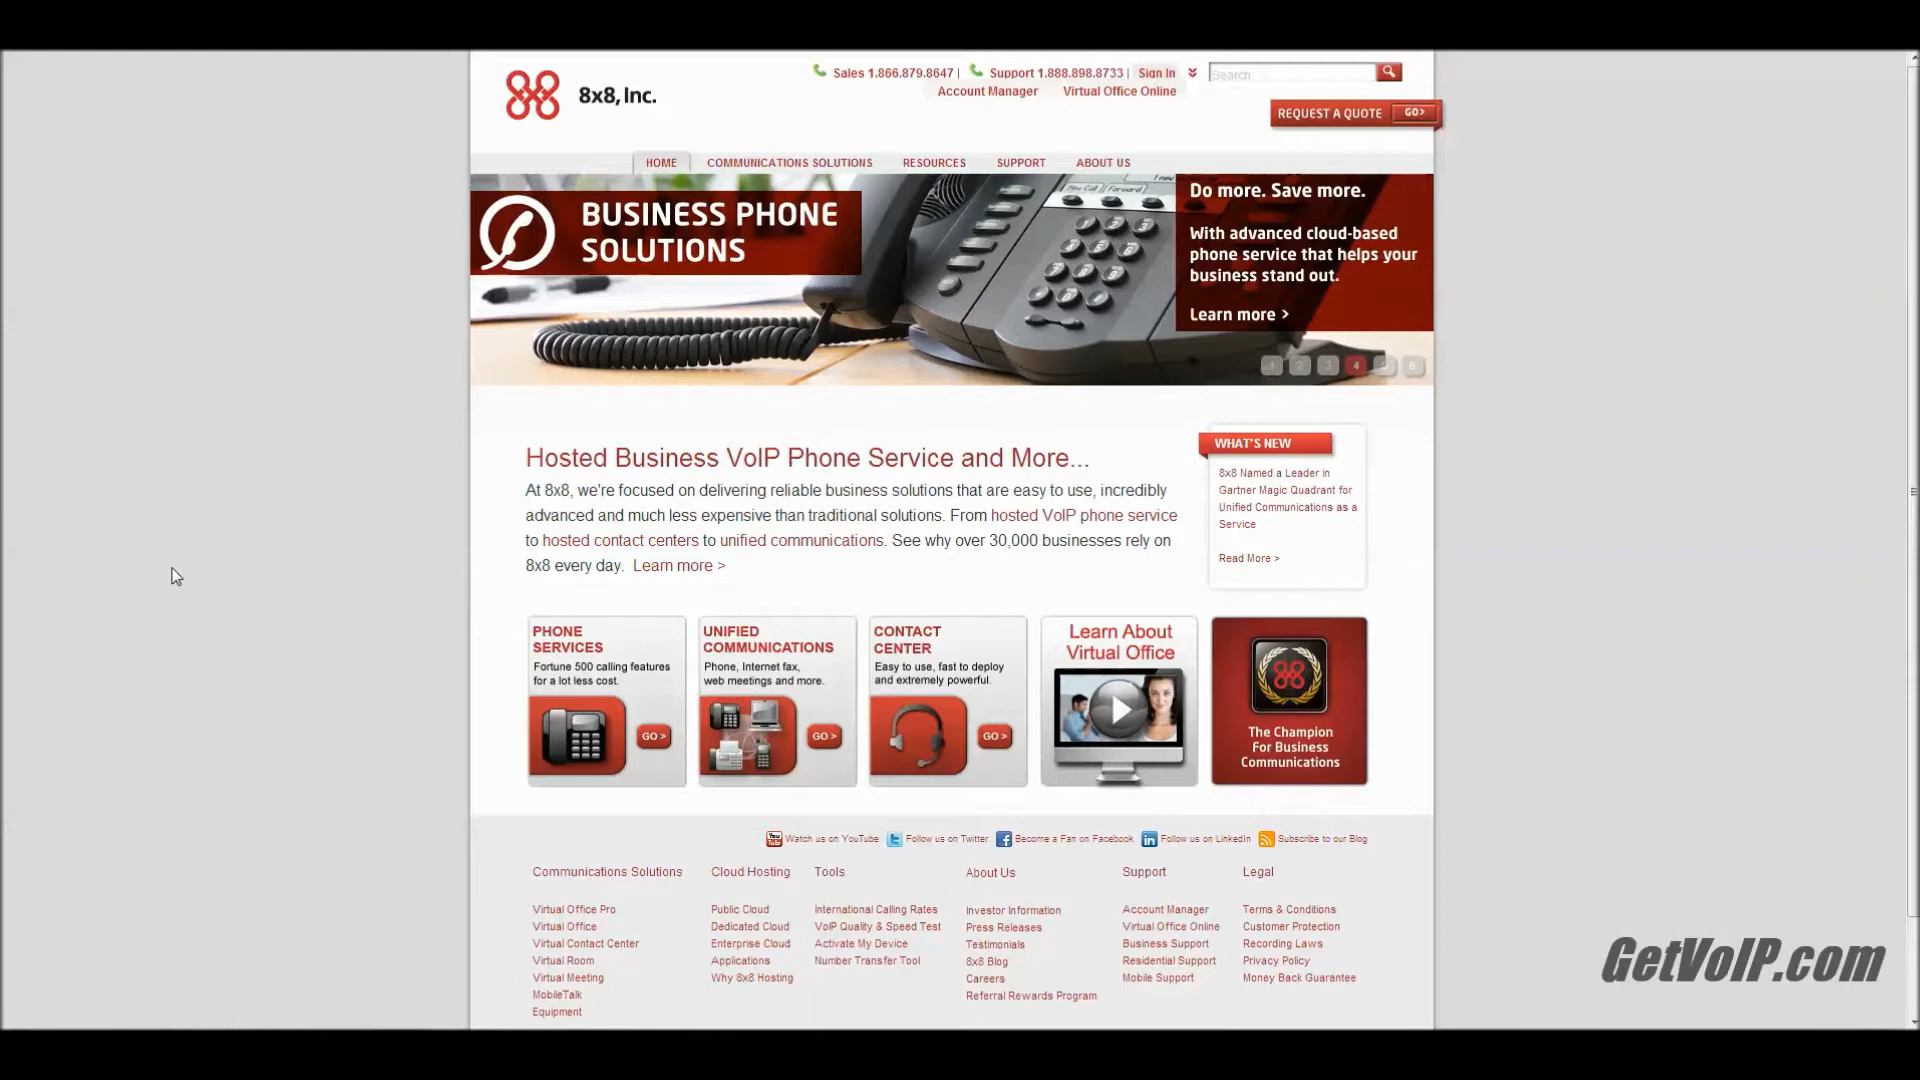 8x8, Inc.
Sales 1.866.879.8647 |
Support 1.888.898.8733 |
Sign In
Search
Account Manager
Virtual Office Online
REQUEST A QUOTE
GO>
HOME
COMMUNICATIONS SOLUTIONS
RESOURCES
SUPPORT
ABOUT US
BUSINESS PHONE
SOLUTIONS
New Call
Forward
Do more. Save more.
With advanced cloud-based
phone service that helps your
business stand out.
Learn more >
1 2 3 4 5 6
Hosted Business VoIP Phone Service and More...
At 8x8, we're focused on delivering reliable business solutions that are easy to use, incredibly
advanced and much less expensive than traditional solutions. From hosted VoIP phone service
to hosted contact centers to unified communications. See why over 30,000 businesses rely on
8x8 every day. Learn more >
WHAT'S NEW
8x8 Named a Leader in
Gartner Magic Quadrant for
Unified Communications as a
Service
Read More >
PHONE
SERVICES
Fortune 500 calling features
for a lot less cost.
GO >
UNIFIED
COMMUNICATIONS
Phone, Internet fax,
web meetings and more.
GO >
CONTACT
CENTER
Easy to use, fast to deploy
and extremely powerful.
GO >
Learn About
Virtual Office
The Champion
For Business
Communications
You
Tube
Watch us on YouTube
Follow us on Twitter
Become a Fan on Facebook
Follow us on LinkedIn
Subscribe to our Blog
Communications Solutions
Virtual Office Pro
Virtual Office
Virtual Contact Center
Virtual Room
Virtual Meeting
MobileTalk
Equipment
Cloud Hosting
Public Cloud
Dedicated Cloud
Enterprise Cloud
Applications
Why 8x8 Hosting
Tools
International Calling Rates
VoIP Quality & Speed Test
Activate My Device
Number Transfer Tool
About Us
Investor Information
Press Releases
Testimonials
8x8 Blog
Careers
Referral Rewards Program
Support
Account Manager
Virtual Office Online
Business Support
Residential Support
Mobile Support
Legal
Terms & Conditions
Customer Protection
Recording Laws
Privacy Policy
Money Back Guarantee
GetVoIP.com